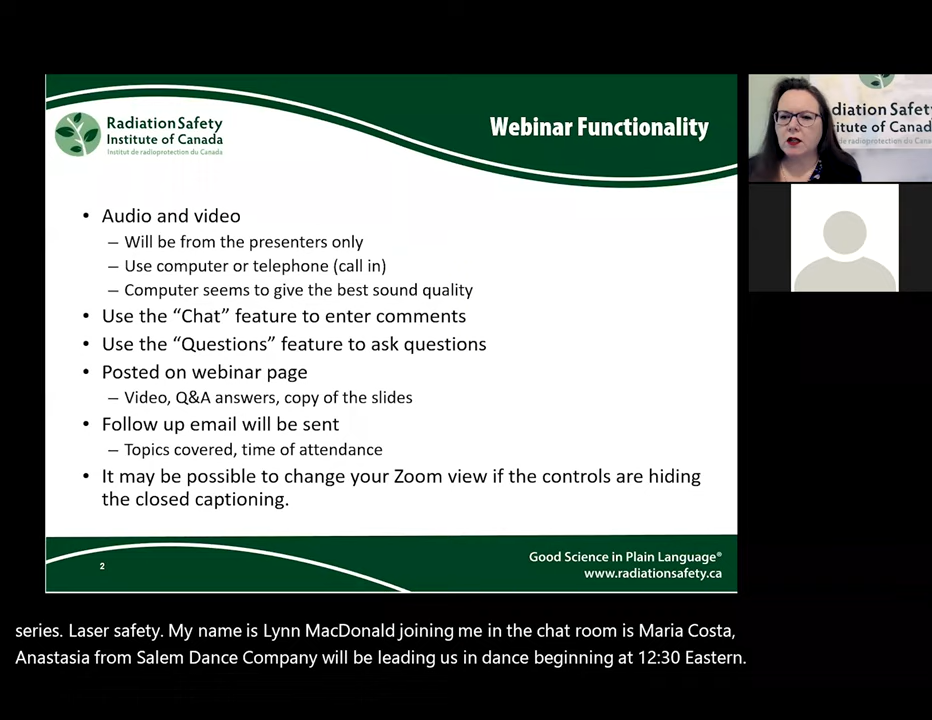 Radiation Safety
Institute of Canada
Institut de radioprotection du Canada
Webinar Functionality
• Audio and video
– Will be from the presenters only
– Use computer or telephone (call in)
– Computer seems to give the best sound quality
• Use the “Chat” feature to enter comments
• Use the “Questions” feature to ask questions
• Posted on webinar page
– Video, Q&A answers, copy of the slides
• Follow up email will be sent
– Topics covered, time of attendance
• It may be possible to change your Zoom view if the controls are hiding
the closed captioning.
2
Good Science in Plain Language®
www.radiationsafety.ca
diation Safet
itute of Canad
de radioprotection du Cana
series. Laser safety. My name is Lynn MacDonald joining me in the chat room is Maria Costa,
Anastasia from Salem Dance Company will be leading us in dance beginning at 12:30 Eastern.